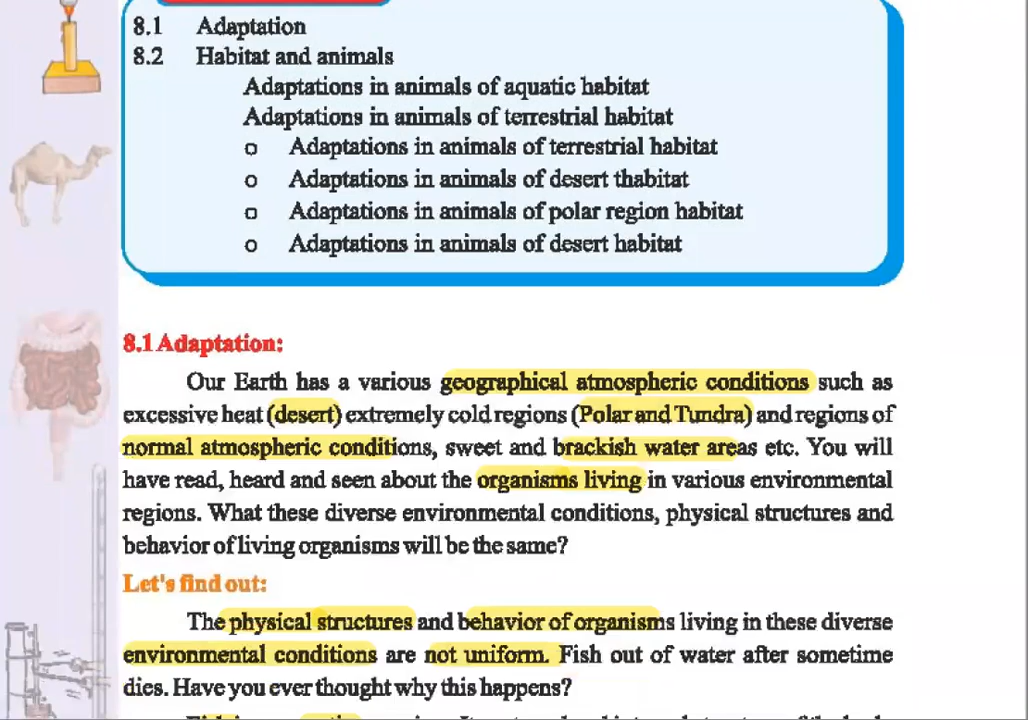 8.1 Adaptation
8.2 Habitat and animals
Adaptations in animals of aquatic habitat
Adaptations in animals of terrestrial habitat
o Adaptations in animals of terrestrial habitat
o Adaptations in animals of desert thabitat
o Adaptations in animals of polar region habitat
o Adaptations in animals of desert habitat
8.1 Adaptation:
Our Earth has a various geographical atmospheric conditions such as
excessive heat (desert) extremely cold regions (Polar and Tundra) and regions of
normal atmospheric conditions, sweet and brackish water areas etc. You will
have read, heard and seen about the organisms living in various environmental
regions. What these diverse environmental conditions, physical structures and
behavior of living organisms will be the same?
Let's find out:
The physical structures and behavior of organisms living in these diverse
environmental conditions are not uniform. Fish out of water after sometime
dies. Have you ever thought why this happens?